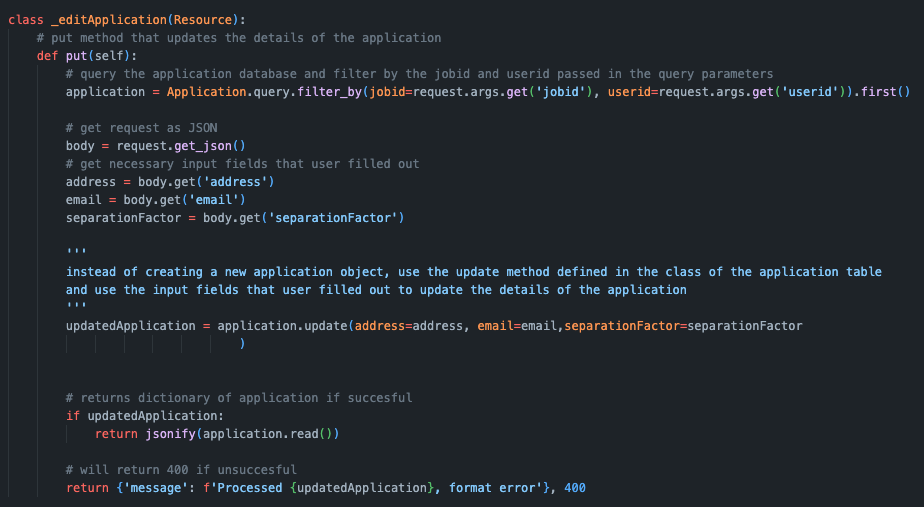 class _editApplication(Resource):
    # put method that updates the details of the application
    def put(self):
        # query the application database and filter by the jobid and userid passed in the query parameters
        application = Application.query.filter_by(jobid=request.args.get('jobid'), userid=request.args.get('userid')).first()

        # get request as JSON
        body = request.get_json()
        # get necessary input fields that user filled out
        address = body.get('address')
        email = body.get('email')
        separationFactor = body.get('separationFactor')

        '''
        instead of creating a new application object, use the update method defined in the class of the application table
        and use the input fields that user filled out to update the details of the application
        '''
        updatedApplication = application.update(address=address, email=email,separationFactor=separationFactor
                                )


        # returns dictionary of application if succesful
        if updatedApplication:
            return jsonify(application.read())

        # will return 400 if unsuccesful
        return {'message': f'Processed {updatedApplication}, format error'}, 400